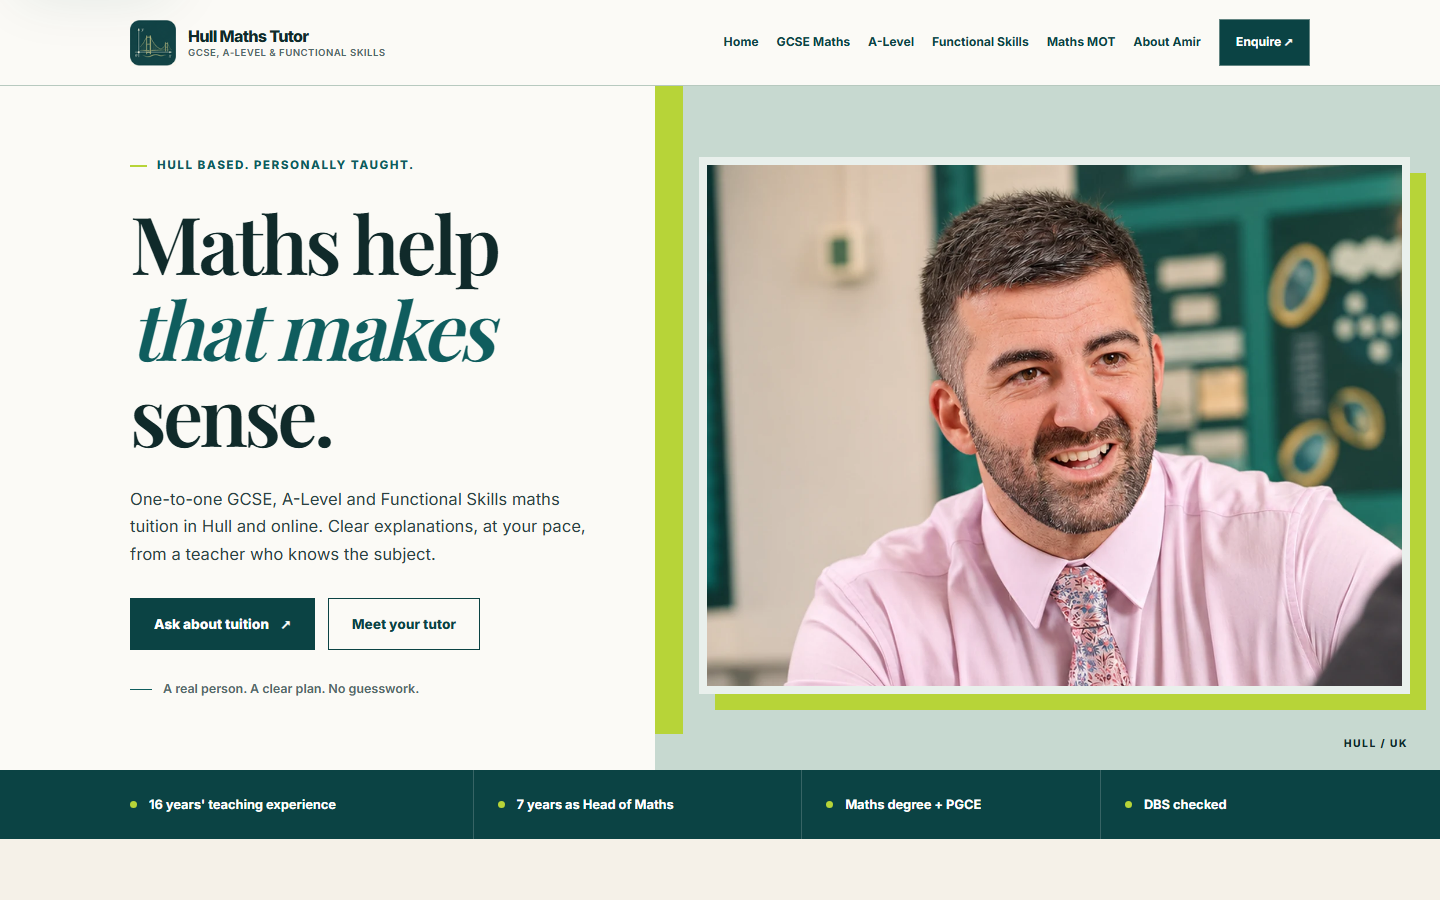 Hull Maths Tutor
GCSE, A-LEVEL & FUNCTIONAL SKILLS
Home
GCSE Maths
A-Level
Functional Skills
Maths MOT
About Amir
Enquire ↗
HULL BASED. PERSONALLY TAUGHT.
Maths help
that makes
sense.
One-to-one GCSE, A-Level and Functional Skills maths
tuition in Hull and online. Clear explanations, at your pace,
from a teacher who knows the subject.
Ask about tuition ↗
Meet your tutor
A real person. A clear plan. No guesswork.
HULL / UK
16 years' teaching experience
7 years as Head of Maths
Maths degree + PGCE
DBS checked